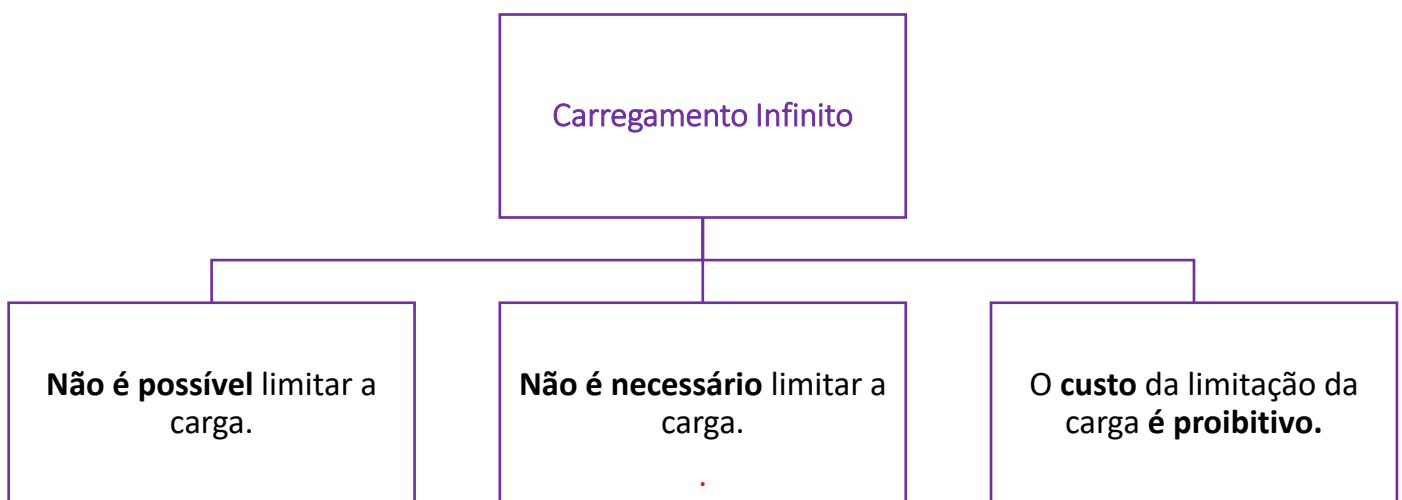 Carregamento Infinito
Não é possível limitar a
carga.
Não é necessário limitar a
carga.
.
O custo da limitação da
carga é proibitivo.